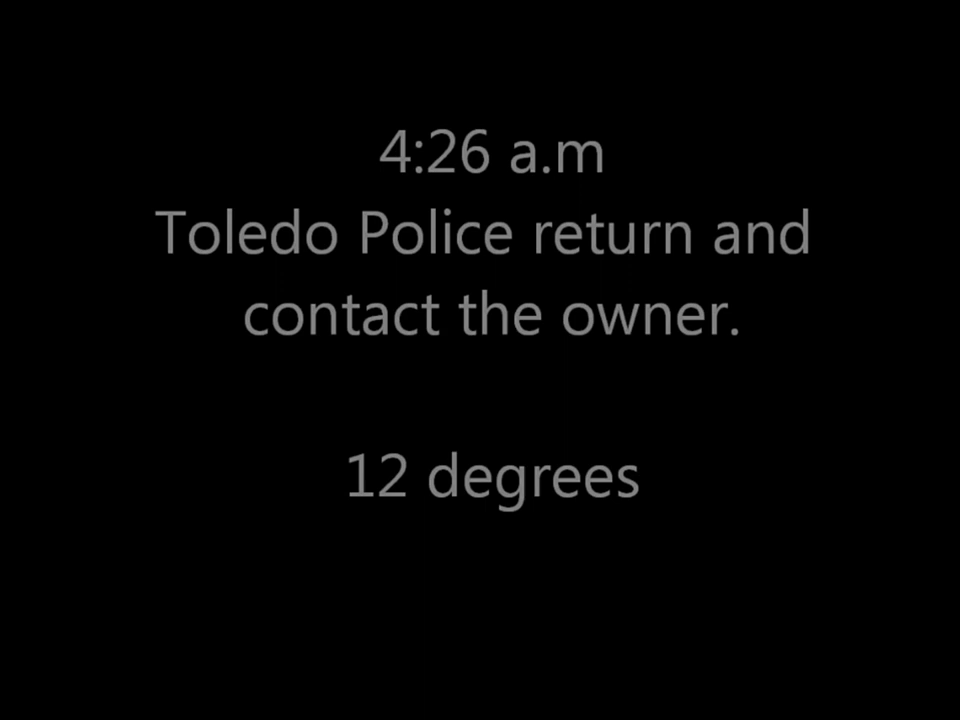 4:26 a.m
Toledo Police return and
contact the owner.
12 degrees